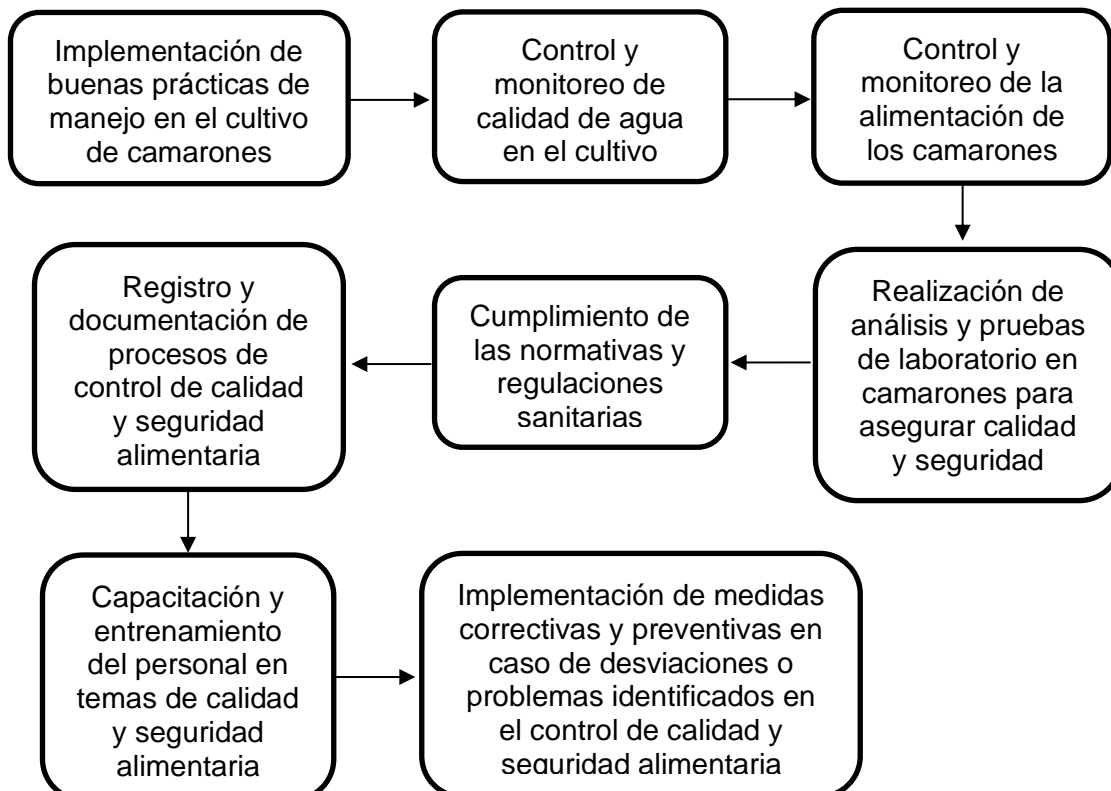 Implementación de
buenas prácticas de
manejo en el cultivo
de camarones
Control y
monitoreo de
calidad de agua
en el cultivo
Control y
monitoreo de la
alimentación de
los camarones
Realización de
análisis y pruebas
de laboratorio en
camarones para
asegurar calidad
y seguridad
Cumplimiento de
las normativas y
regulaciones
sanitarias
Registro y
documentación de
procesos de
control de calidad
y seguridad
alimentaria
Capacitación y
entrenamiento
del personal en
temas de calidad
y seguridad
alimentaria
Implementación de medidas
correctivas y preventivas en
caso de desviaciones o
problemas identificados en
el control de calidad y
seguridad alimentaria